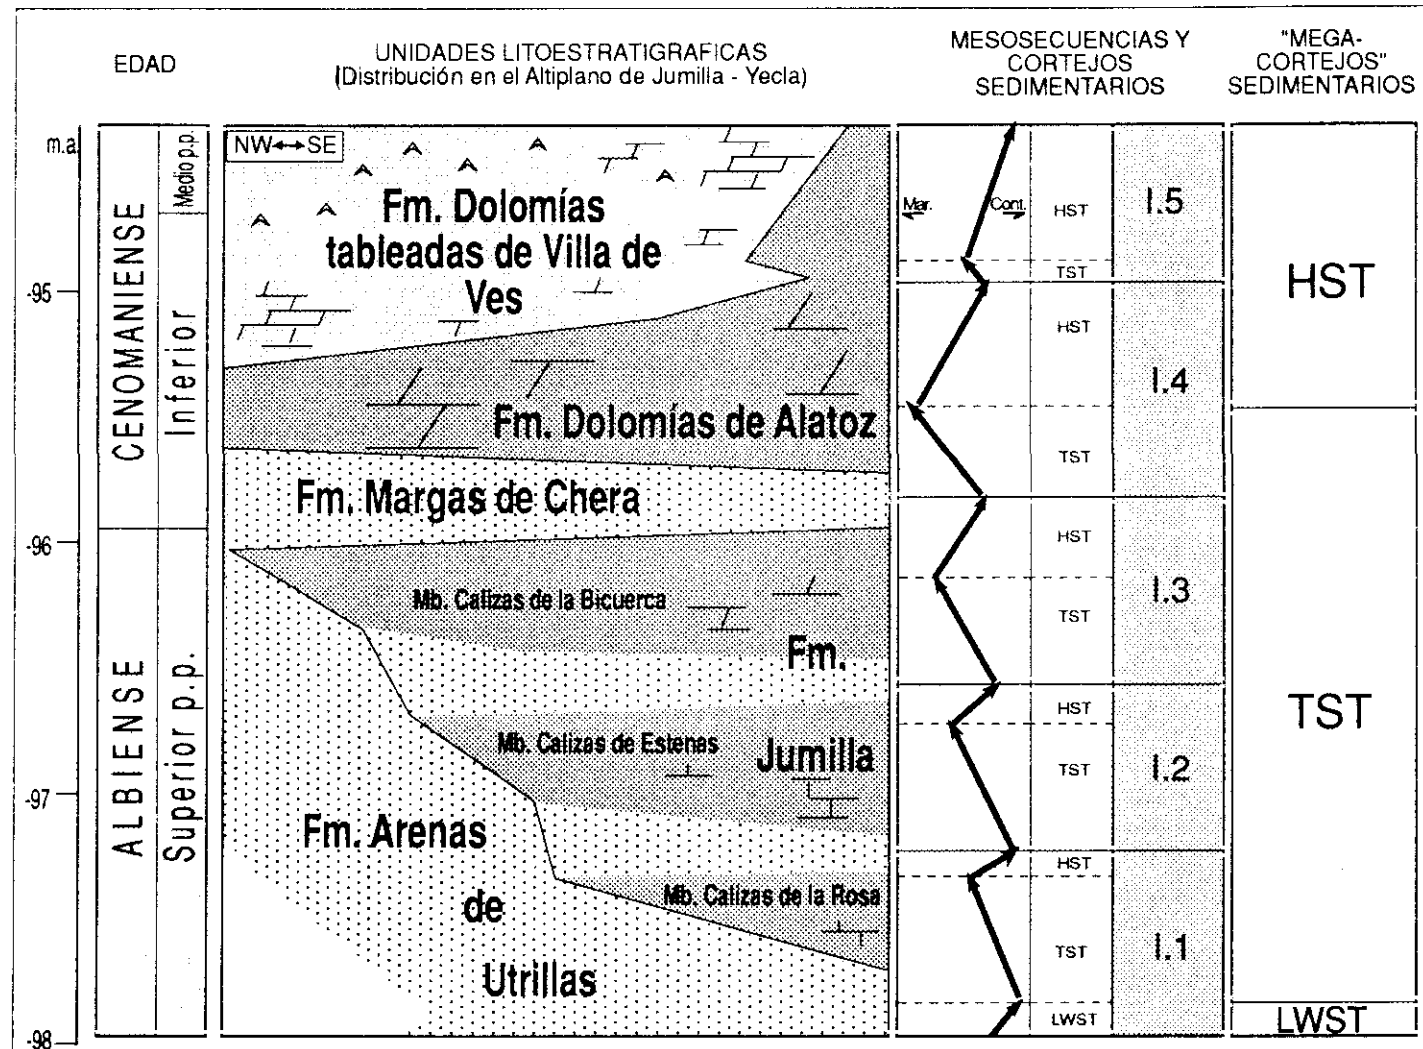 EDAD
UNIDADES LITOESTRATIGRAFICAS
(Distribución en el Altiplano de Jumilla - Yecla)
MESOSECUENCIAS Y
CORTEJOS
SEDIMENTARIOS
"MEGA-
CORTEJOS"
SEDIMENTARIOS
m.a.
-95
-96
-97
-98
CENOMANIENSE
Medio p.p.
Inferior
ALBIENSE
Superior p.p.
NW↔SE
Fm. Dolomías
tableadas de Villa de
Ves
Fm. Dolomías de Alatoz
Fm. Margas de Chera
Mb. Calizas de la Bicuerca
Fm.
Mb. Calizas de Estenas
Jumilla
Fm. Arenas
de
Utrillas
Mb. Calizas de la Rosa
Mar.
Cont.
HST
TST
HST
TST
HST
TST
HST
TST
HST
TST
LWST
I.5
I.4
I.3
I.2
I.1
HST
TST
LWST